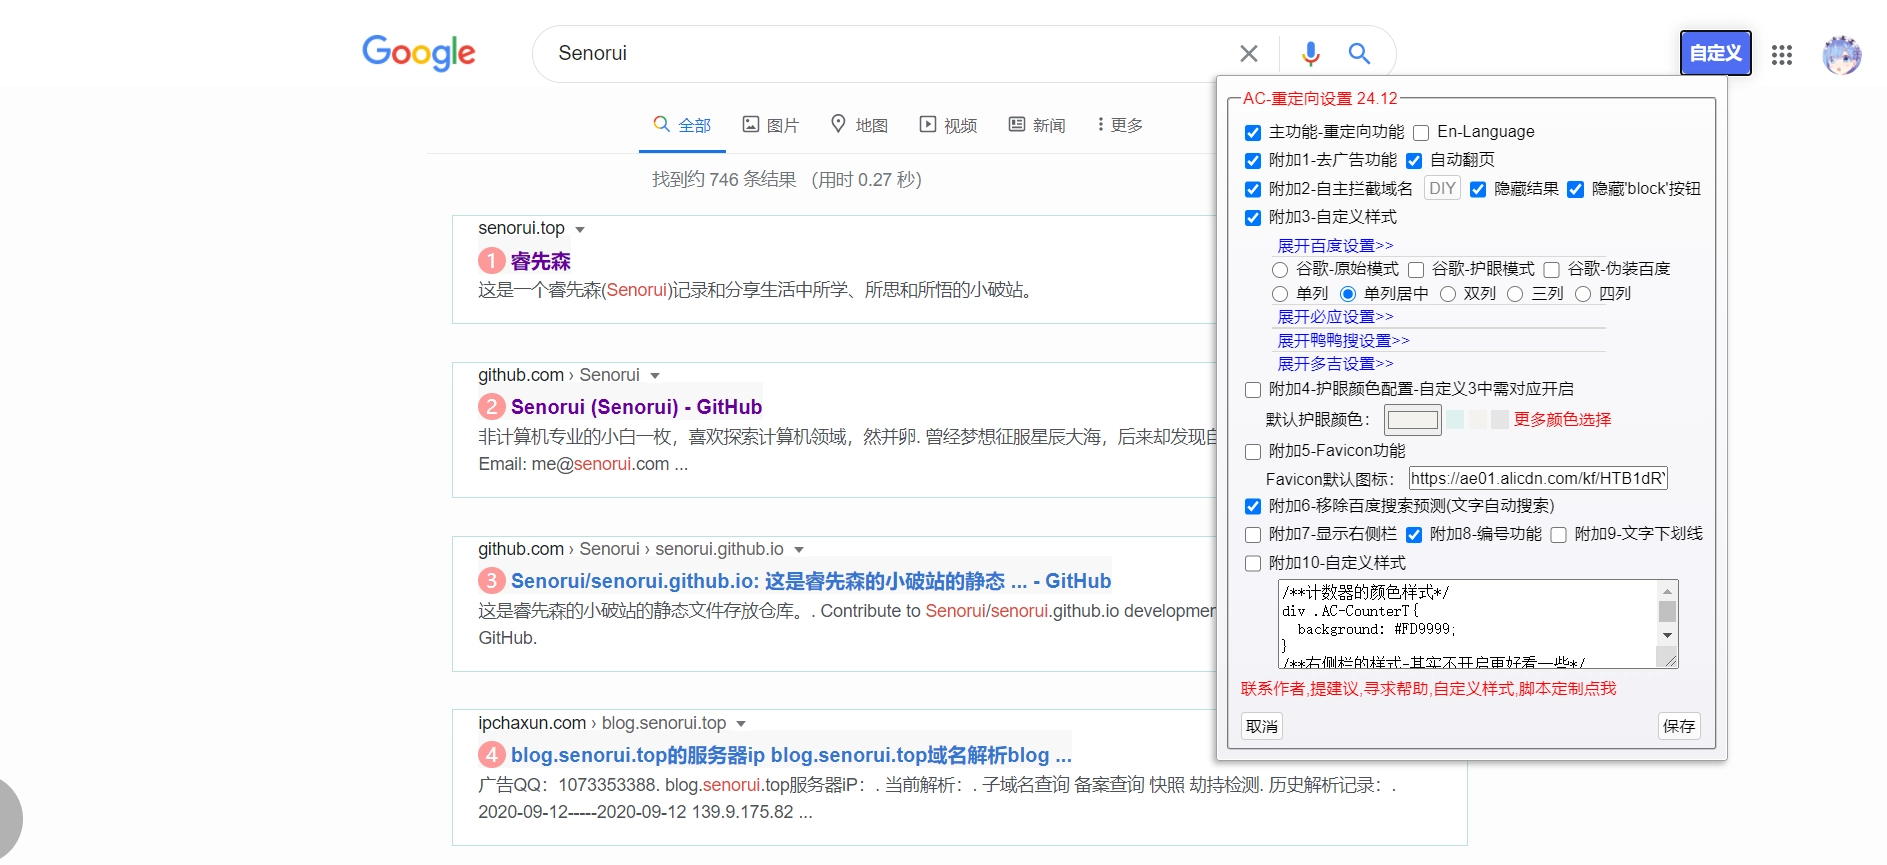 Google
Senorui
自定义
全部 图片 地图 视频 新闻 更多
找到约 746 条结果 (用时 0.27 秒)
senorui.top
1 睿先森
这是一个睿先森(Senorui)记录和分享生活中所学、所思和所悟的小破站。
github.com › Senorui
2 Senorui (Senorui) - GitHub
非计算机专业的小白一枚，喜欢探索计算机领域，然并卵. 曾经梦想征服星辰大海，后来却发现自
Email: me@senorui.com ...
github.com › Senorui › senorui.github.io
3 Senorui/senorui.github.io: 这是睿先森的小破站的静态 ... - GitHub
这是睿先森的小破站的静态文件存放仓库。. Contribute to Senorui/senorui.github.io developmen
GitHub.
ipchaxun.com › blog.senorui.top
4 blog.senorui.top的服务器ip blog.senorui.top域名解析blog ...
广告QQ：1073353388. blog.senorui.top服务器iP：. 当前解析：. 子域名查询 备案查询 快照 劫持检测. 历史解析记录：.
2020-09-12-----2020-09-12 139.9.175.82 ...
AC-重定向设置 24.12
主功能-重定向功能 En-Language
附加1-去广告功能 自动翻页
附加2-自主拦截域名 DIY 隐藏结果 隐藏'block'按钮
附加3-自定义样式
展开百度设置>>
谷歌-原始模式 谷歌-护眼模式 谷歌-伪装百度
单列 单列居中 双列 三列 四列
展开必应设置>>
展开鸭鸭搜设置>>
展开多吉设置>>
附加4-护眼颜色配置-自定义3中需对应开启
默认护眼颜色： 更多颜色选择
附加5-Favicon功能
Favicon默认图标： https://ae01.alicdn.com/kf/HTB1dR
附加6-移除百度搜索预测(文字自动搜索)
附加7-显示右侧栏 附加8-编号功能 附加9-文字下划线
附加10-自定义样式
/**计数器的颜色样式*/
div .AC-CounterT{
background: #FD9999;
}
/**右侧栏的样式-其实不开启更好看一些*/
联系作者,提建议,寻求帮助,自定义样式,脚本定制点我
取消 保存